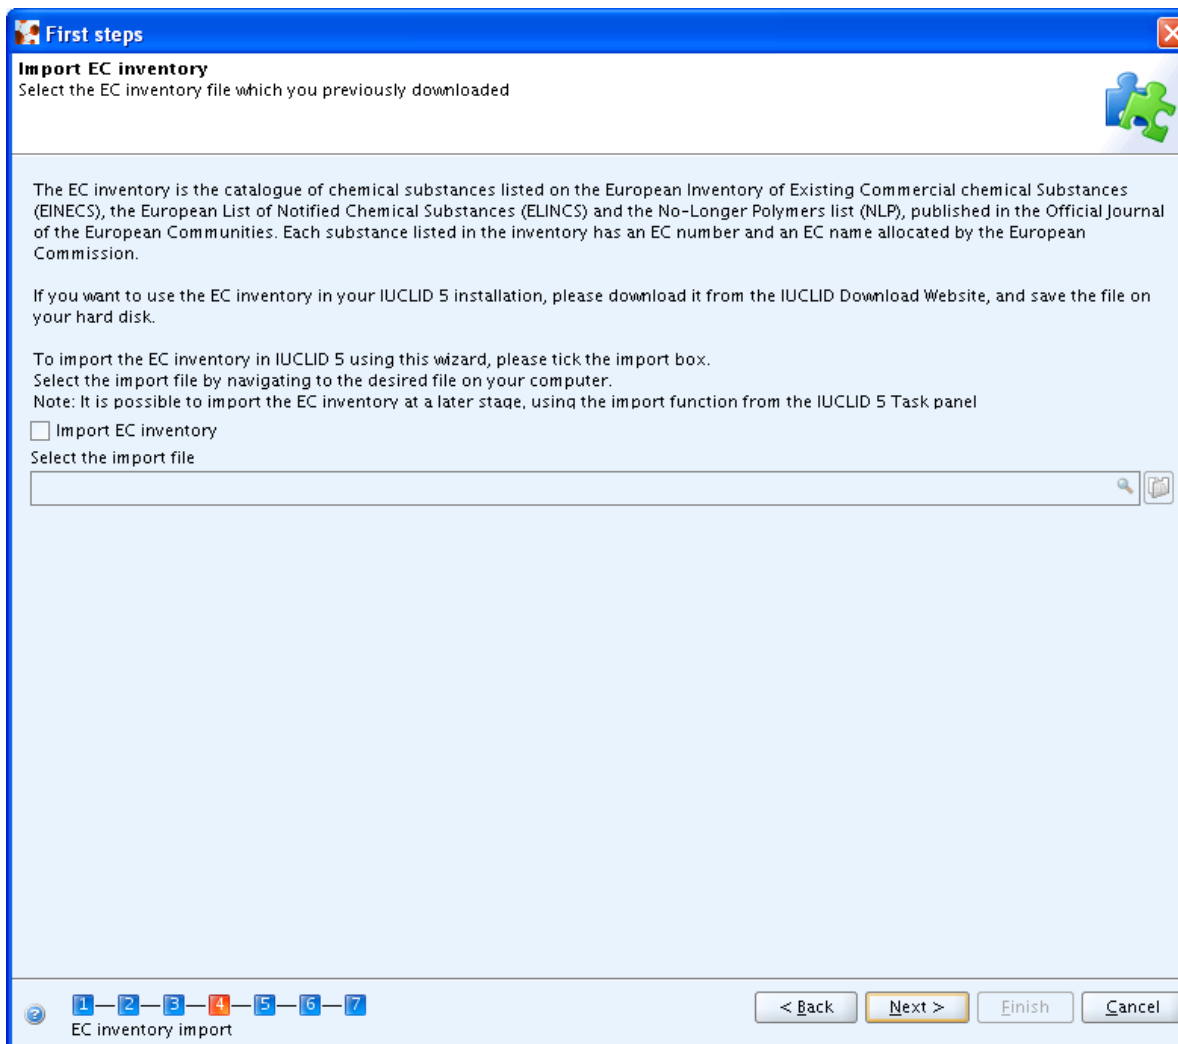 First steps
Import EC inventory
Select the EC inventory file which you previously downloaded
The EC inventory is the catalogue of chemical substances listed on the European Inventory of Existing Commercial chemical Substances
(EINECS), the European List of Notified Chemical Substances (ELINCS) and the No-Longer Polymers list (NLP), published in the Official Journal
of the European Communities. Each substance listed in the inventory has an EC number and an EC name allocated by the European
Commission.
If you want to use the EC inventory in your IUCLID 5 installation, please download it from the IUCLID Download Website, and save the file on
your hard disk.
To import the EC inventory in IUCLID 5 using this wizard, please tick the import box.
Select the import file by navigating to the desired file on your computer.
Note: It is possible to import the EC inventory at a later stage, using the import function from the IUCLID 5 Task panel
Import EC inventory
Select the import file
1 2 3 4 5 6 7
EC inventory import
< Back Next > Finish Cancel